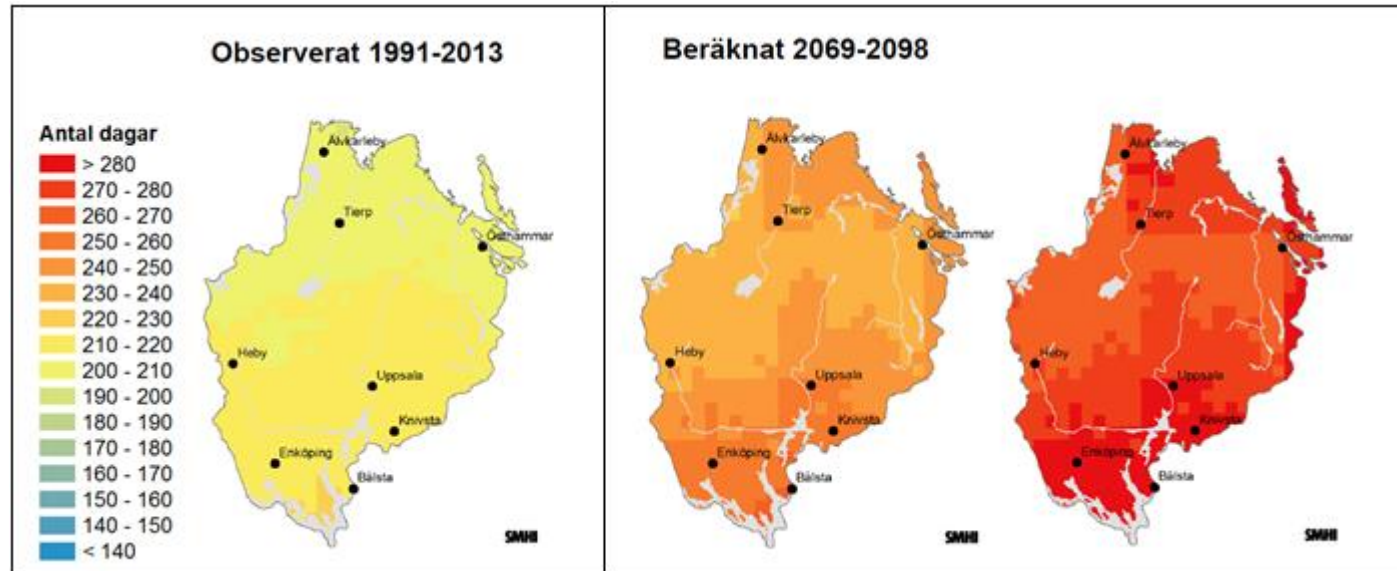 Observerat 1991-2013
Antal dagar
> 280
270 - 280
260 - 270
250 - 260
240 - 250
230 - 240
220 - 230
210 - 220
200 - 210
190 - 200
180 - 190
170 - 180
160 - 170
150 - 160
140 - 150
< 140
Älvkarleby
Tierp
Östhammar
Heby
Uppsala
Knivsta
Enköping
Bålsta
SMHI
Beräknat 2069-2098
Älvkarleby
Tierp
Östhammar
Heby
Uppsala
Knivsta
Enköping
Bålsta
SMHI
Älvkarleby
Tierp
Östhammar
Heby
Uppsala
Knivsta
Enköping
Bålsta
SMHI